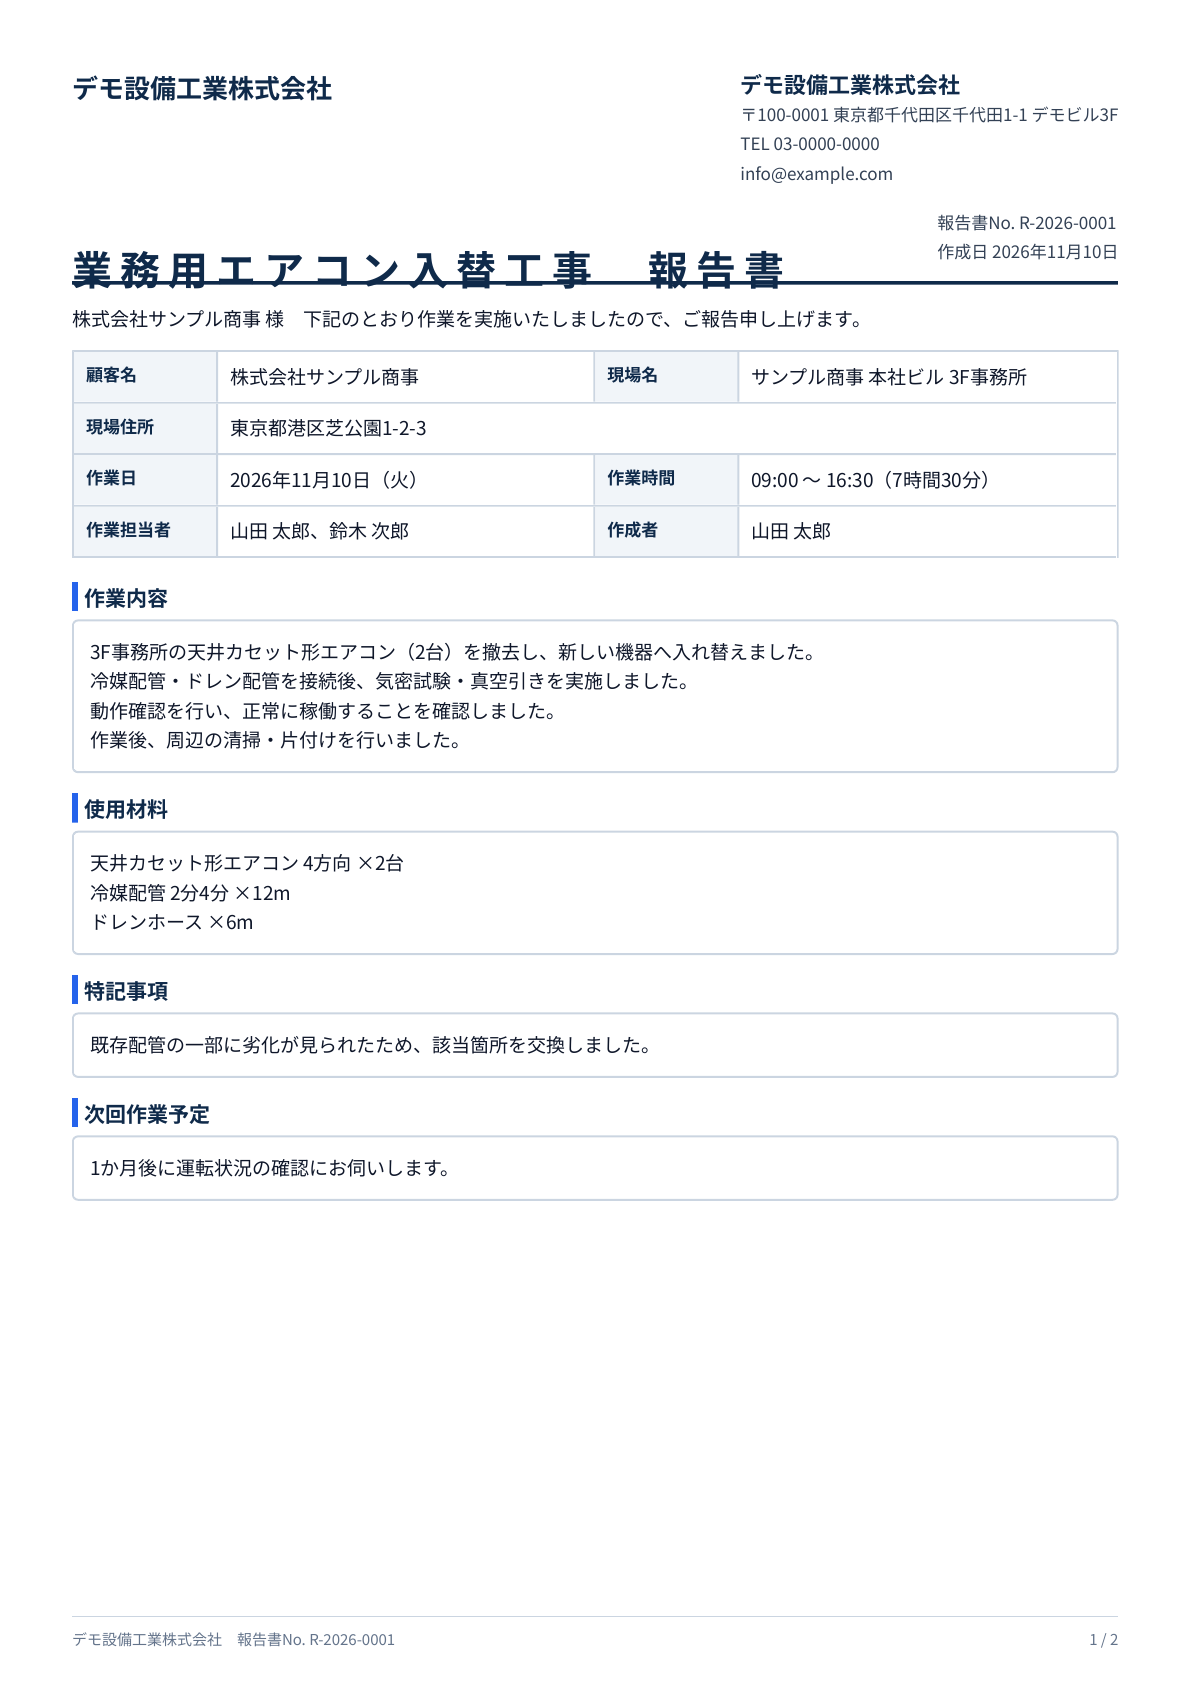 デモ設備工業株式会社
デモ設備工業株式会社
〒100-0001 東京都千代田区千代田1-1 デモビル3F
TEL 03-0000-0000
info@example.com
報告書No. R-2026-0001
作成日 2026年11月10日
業務用エアコン入替工事　報告書
株式会社サンプル商事 様　下記のとおり作業を実施いたしましたので、ご報告申し上げます。
顧客名 株式会社サンプル商事 現場名 サンプル商事 本社ビル 3F事務所
現場住所 東京都港区芝公園1-2-3
作業日 2026年11月10日（火） 作業時間 09:00 〜 16:30（7時間30分）
作業担当者 山田 太郎、鈴木 次郎 作成者 山田 太郎
作業内容
3F事務所の天井カセット形エアコン（2台）を撤去し、新しい機器へ入れ替えました。
冷媒配管・ドレン配管を接続後、気密試験・真空引きを実施しました。
動作確認を行い、正常に稼働することを確認しました。
作業後、周辺の清掃・片付けを行いました。
使用材料
天井カセット形エアコン 4方向 ×2台
冷媒配管 2分4分 ×12m
ドレンホース ×6m
特記事項
既存配管の一部に劣化が見られたため、該当箇所を交換しました。
次回作業予定
1か月後に運転状況の確認にお伺いします。
デモ設備工業株式会社　報告書No. R-2026-0001
1 / 2